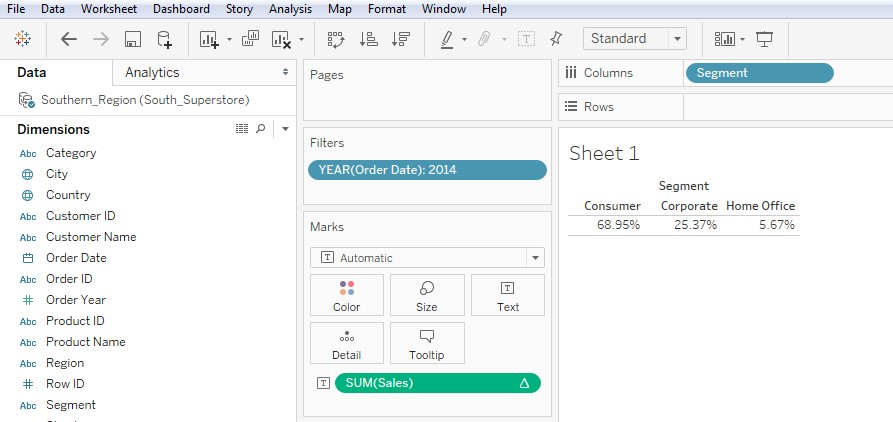 File Data Worksheet Dashboard Story Analysis Map Format Window Help
Standard
Data Analytics
Southern_Region (South_Superstore)
Dimensions
Abc Category
City
Country
Abc Customer ID
Abc Customer Name
Order Date
Abc Order ID
# Order Year
Abc Product ID
Abc Product Name
Abc Region
# Row ID
Abc Segment
Pages
Filters
YEAR(Order Date): 2014
Marks
T Automatic
Color Size T Text
Detail Tooltip
T SUM(Sales) Δ
Columns Segment
Rows
Sheet 1
Segment
Consumer Corporate Home Office
68.95% 25.37% 5.67%